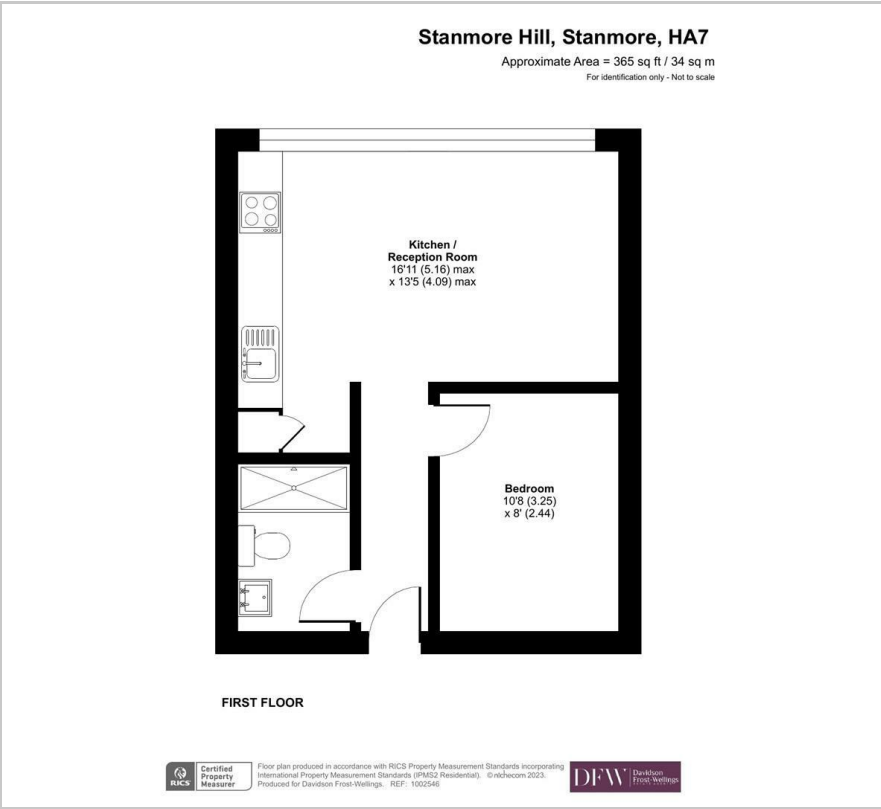 Stanmore Hill, Stanmore, HA7
Approximate Area = 365 sq ft / 34 sq m
For identification only - Not to scale
Kitchen /
Reception Room
16'11 (5.16) max
x 13'5 (4.09) max
Bedroom
10'8 (3.25)
x 8' (2.44)
FIRST FLOOR
RICS
Certified
Property
Measurer
Floor plan produced in accordance with RICS Property Measurement Standards incorporating
International Property Measurement Standards (IPMS2 Residential). © nichecom 2023.
Produced for Davidson Frost-Wellings. REF: 1002546
DFW
Davidson
Frost-Wellings